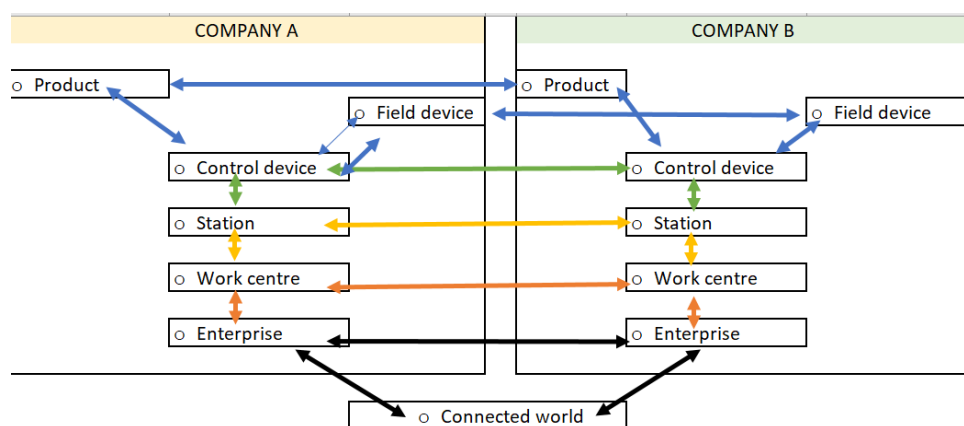 COMPANY A COMPANY B
○ Product ○ Product
○ Field device ○ Field device
○ Control device ○ Control device
○ Station ○ Station
○ Work centre ○ Work centre
○ Enterprise ○ Enterprise
○ Connected world